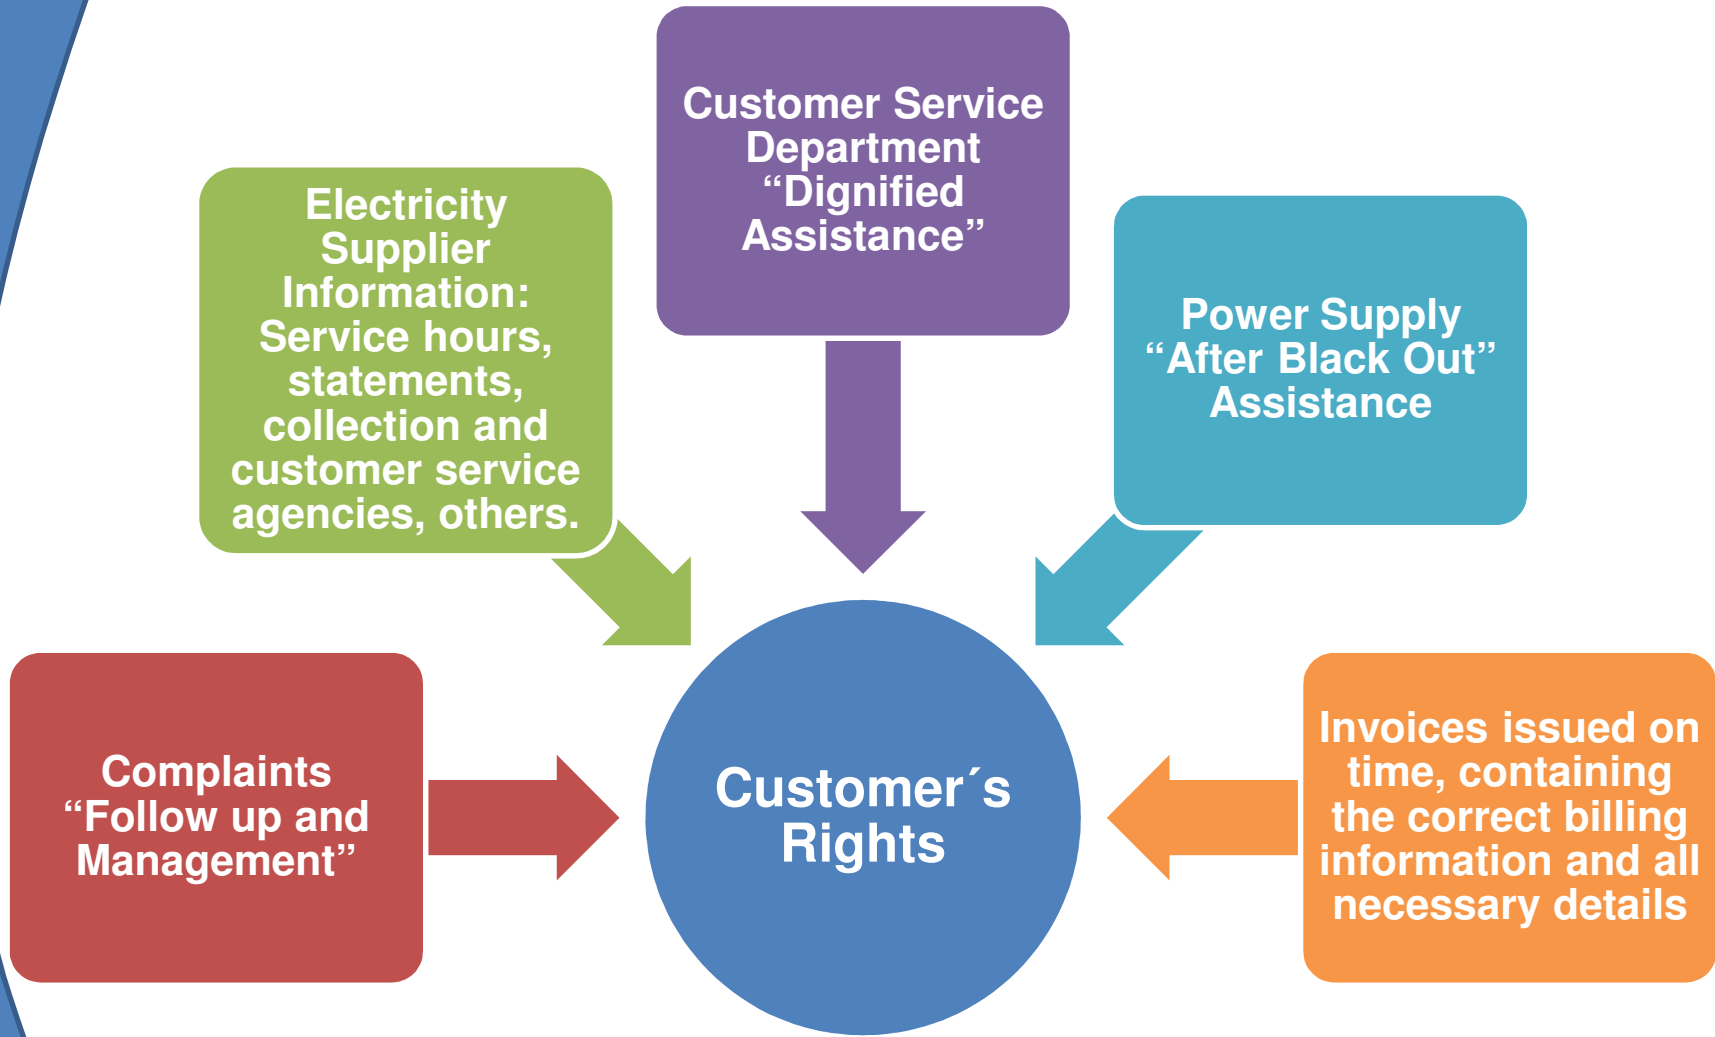 Customer Service
Department
“Dignified
Assistance”
Electricity
Supplier
Information:
Service hours,
statements,
collection and
customer service
agencies, others.
Power Supply
“After Black Out”
Assistance
Complaints
“Follow up and
Management”
Customer´s
Rights
Invoices issued on
time, containing
the correct billing
information and all
necessary details